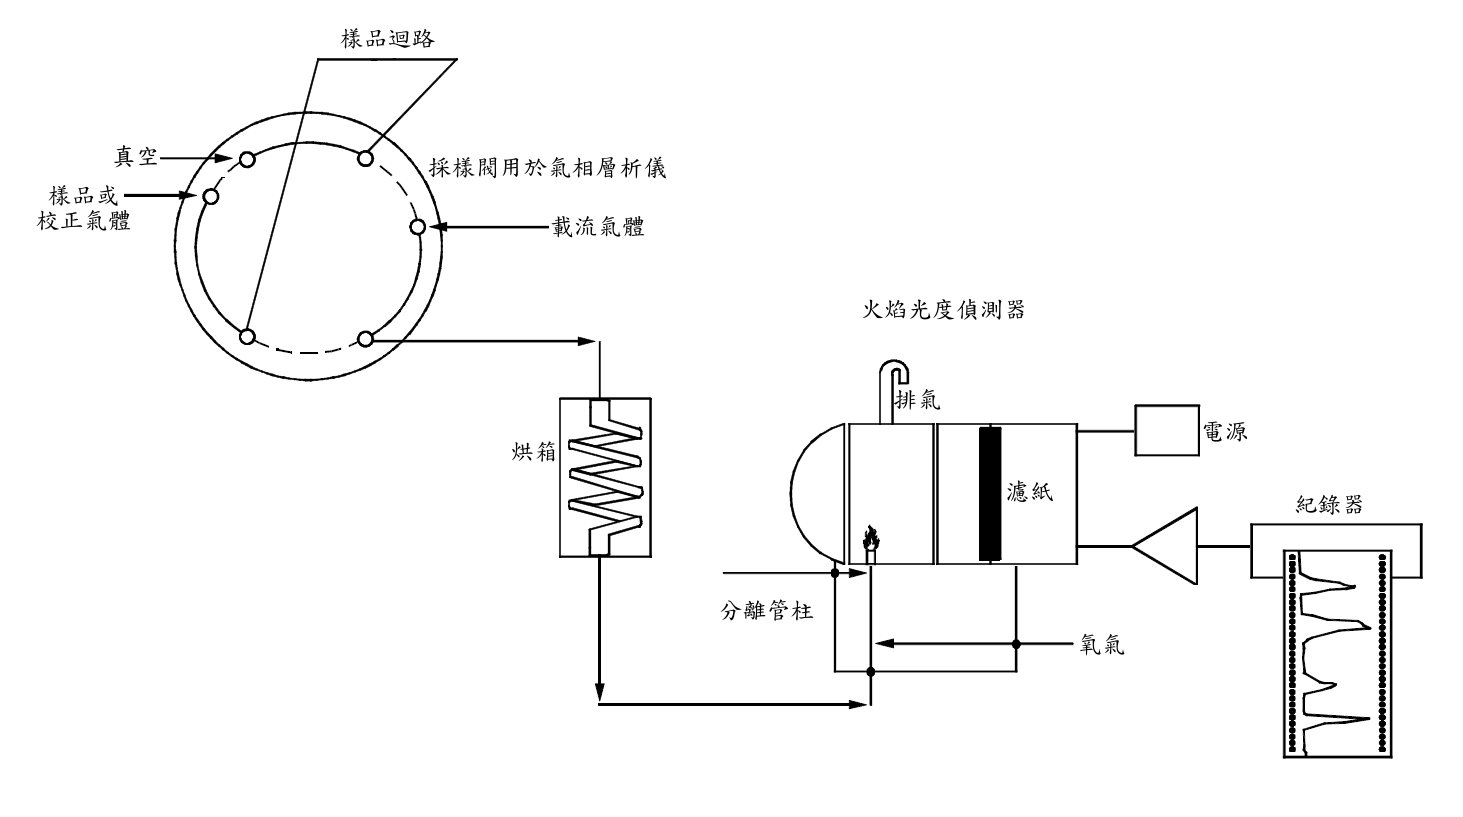 樣品迴路
真空
採樣閥用於氣相層析儀
樣品或
校正氣體
載流氣體
火焰光度偵測器
排氣
電源
烘箱
濾紙
紀錄器
分離管柱
氧氣